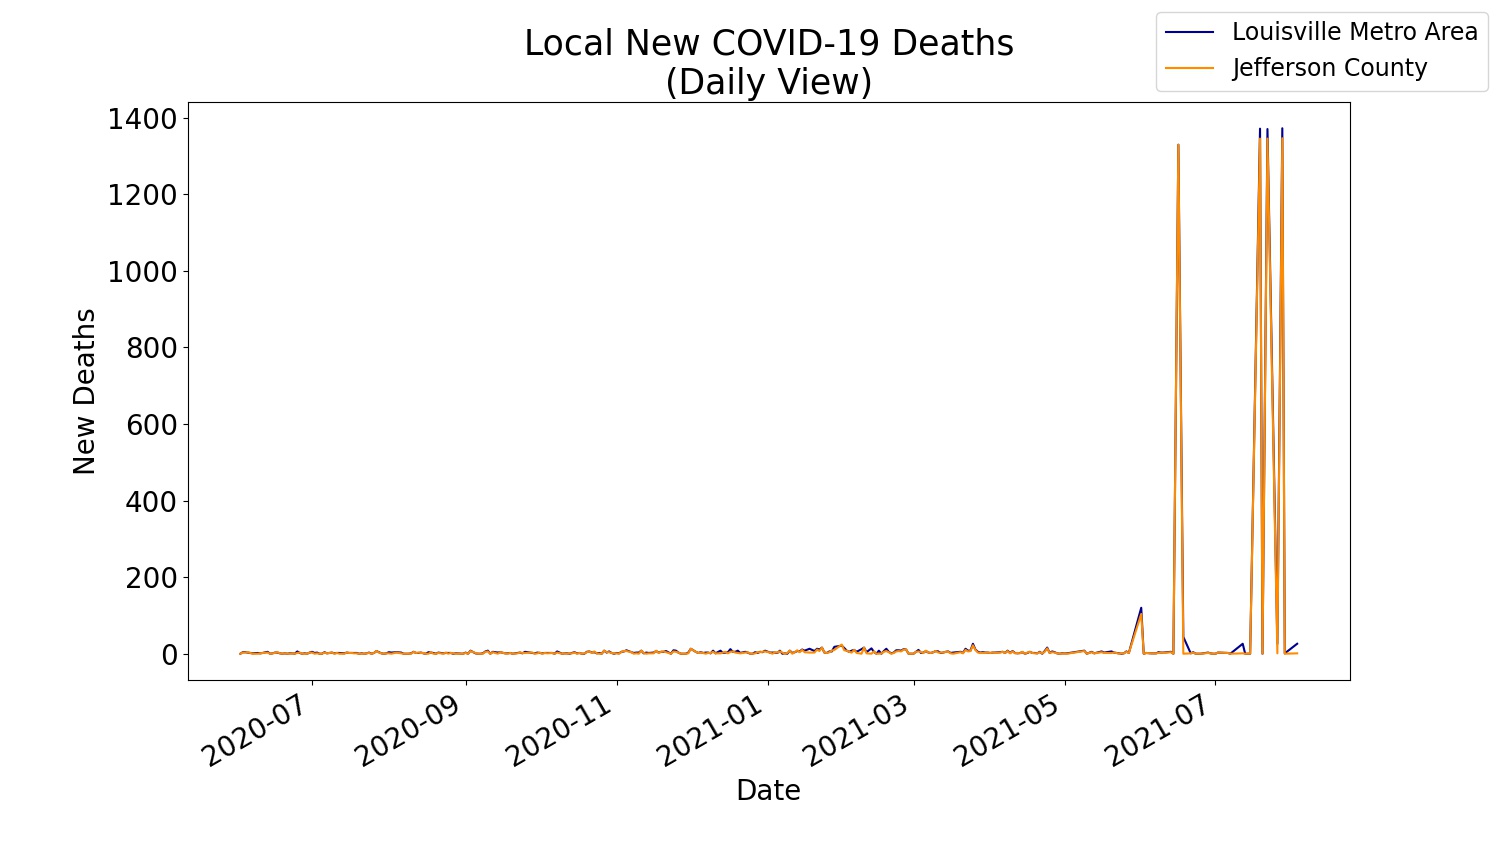 Local New COVID-19 Deaths
(Daily View)
Louisville Metro Area
Jefferson County
New Deaths
1400
1200
1000
800
600
400
200
0
2020-07
2020-09
2020-11
2021-01
2021-03
2021-05
2021-07
Date